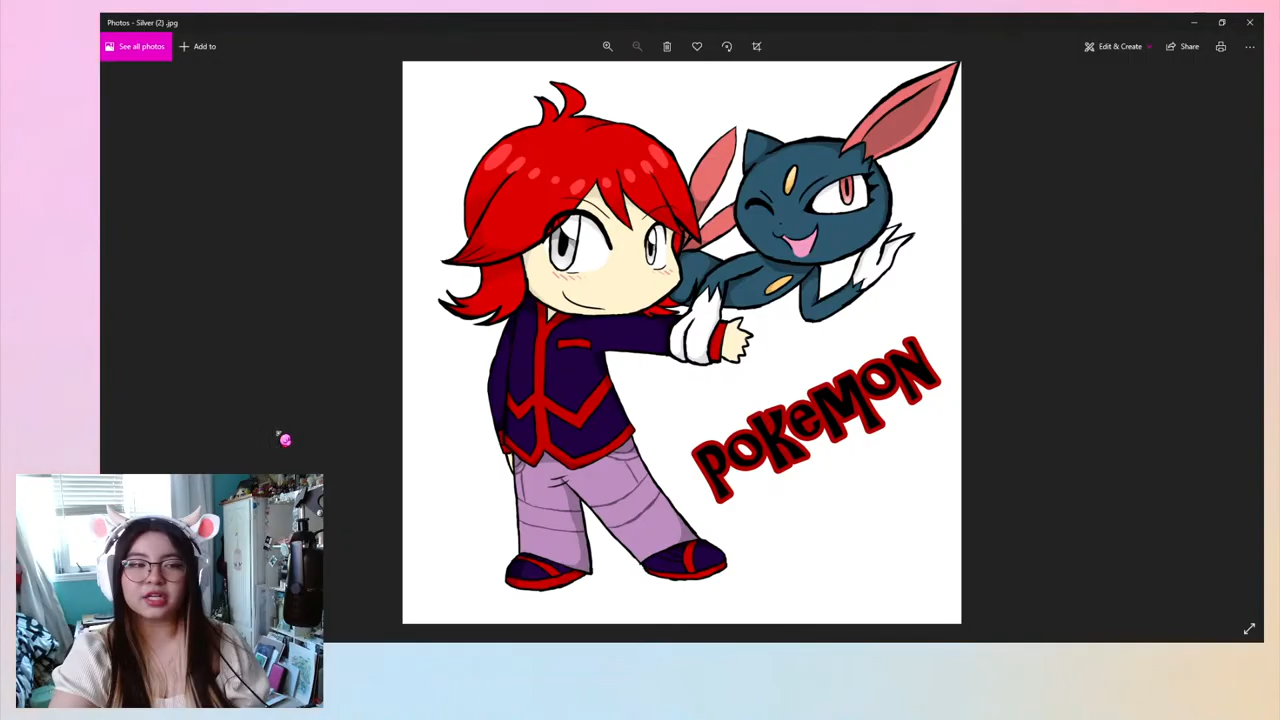 Photos - Silver (2) .jpg
See all photos
Add to
Edit & Create
Share
POKEMON